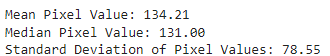 Mean Pixel Value: 134.21
Median Pixel Value: 131.00
Standard Deviation of Pixel Values: 78.55